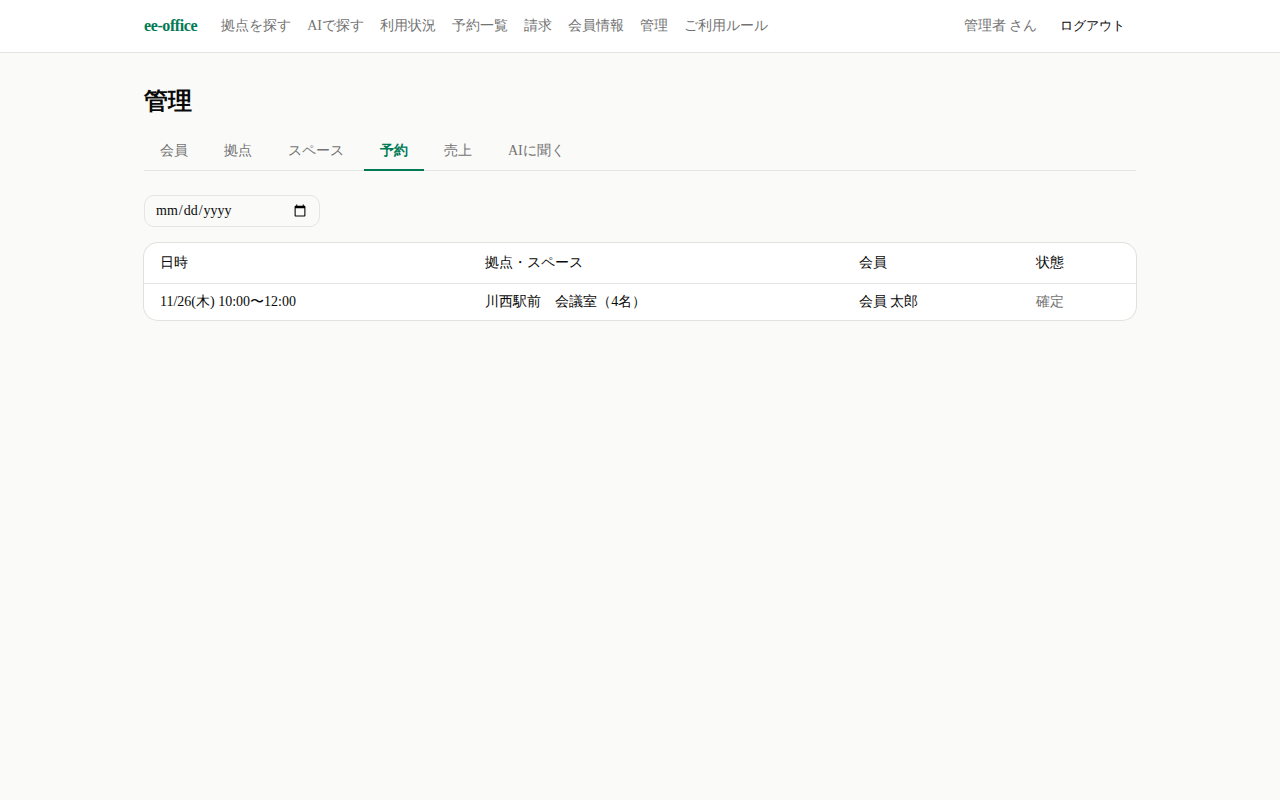 ee-office 拠点を探す AIで探す 利用状況 予約一覧 請求 会員情報 管理 ご利用ルール 管理者 さん ログアウト
管理
会員 拠点 スペース 予約 売上 AIに聞く
mm/dd/yyyy
日時 拠点・スペース 会員 状態
11/26(木) 10:00〜12:00 川西駅前　会議室（4名） 会員 太郎 確定